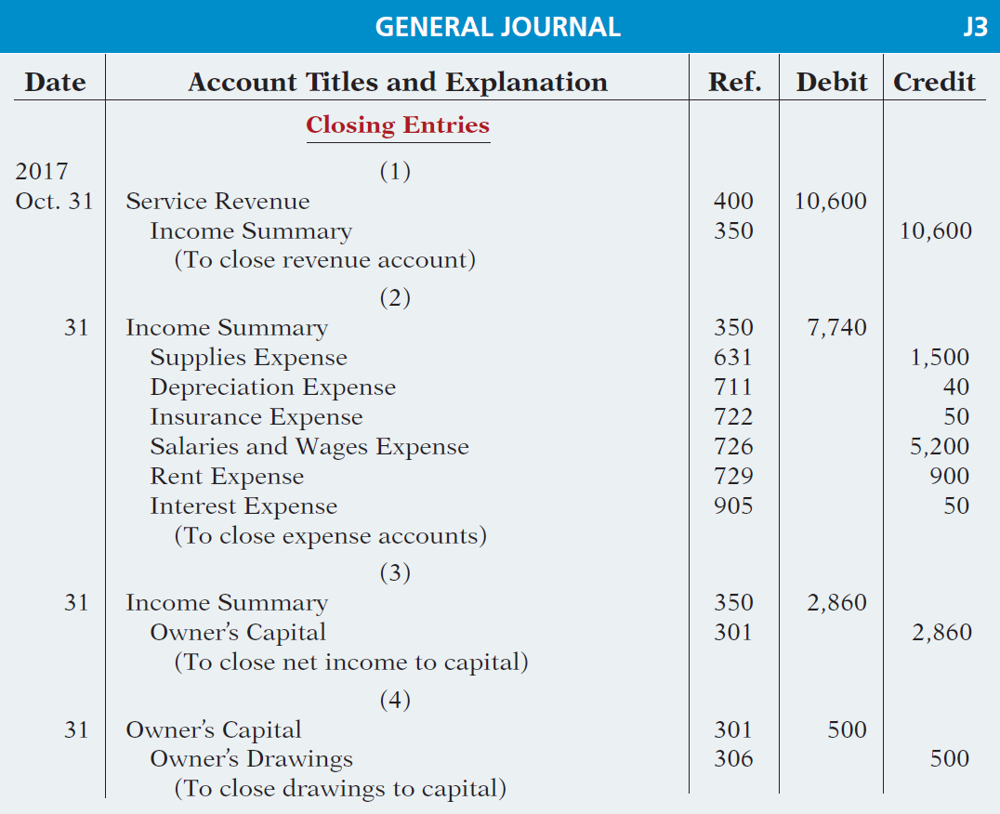 GENERAL JOURNAL J3
Date Account Titles and Explanation Ref. Debit Credit
Closing Entries
2017 (1)
Oct. 31 Service Revenue 400 10,600
Income Summary 350 10,600
(To close revenue account)
(2)
31 Income Summary 350 7,740
Supplies Expense 631 1,500
Depreciation Expense 711 40
Insurance Expense 722 50
Salaries and Wages Expense 726 5,200
Rent Expense 729 900
Interest Expense 905 50
(To close expense accounts)
(3)
31 Income Summary 350 2,860
Owner's Capital 301 2,860
(To close net income to capital)
(4)
31 Owner's Capital 301 500
Owner's Drawings 306 500
(To close drawings to capital)